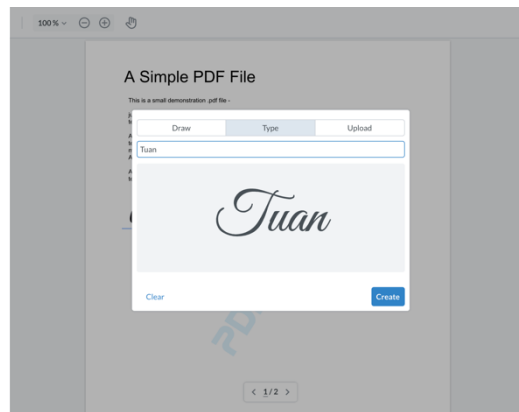 100%
A Simple PDF File
This is a small demonstration .pdf file -
Draw Type Upload
Tuan
Tuan
Clear Create
1/2